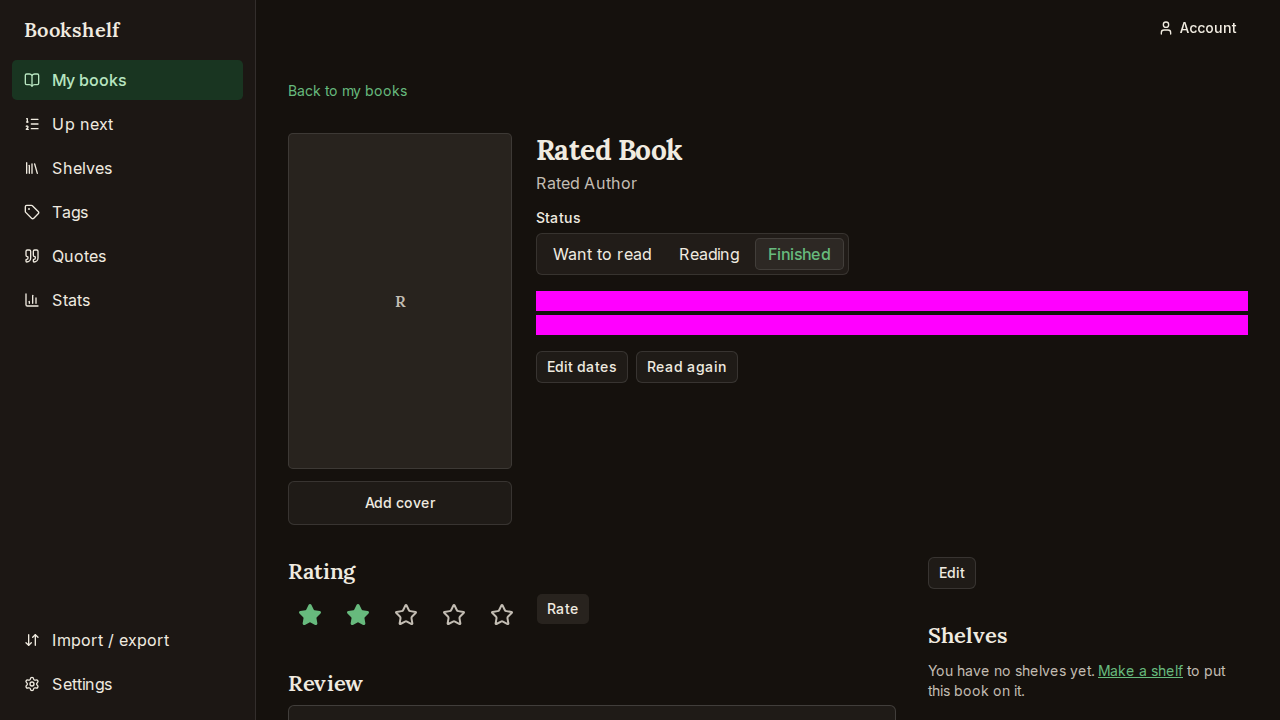 Bookshelf
Account
My books
Up next
Shelves
Tags
Quotes
Stats
Import / export
Settings
Back to my books
R
Add cover
Rated Book
Rated Author
Status
Want to read
Reading
Finished
Edit dates
Read again
Rating
Rate
Review
Edit
Shelves
You have no shelves yet. Make a shelf to put
this book on it.